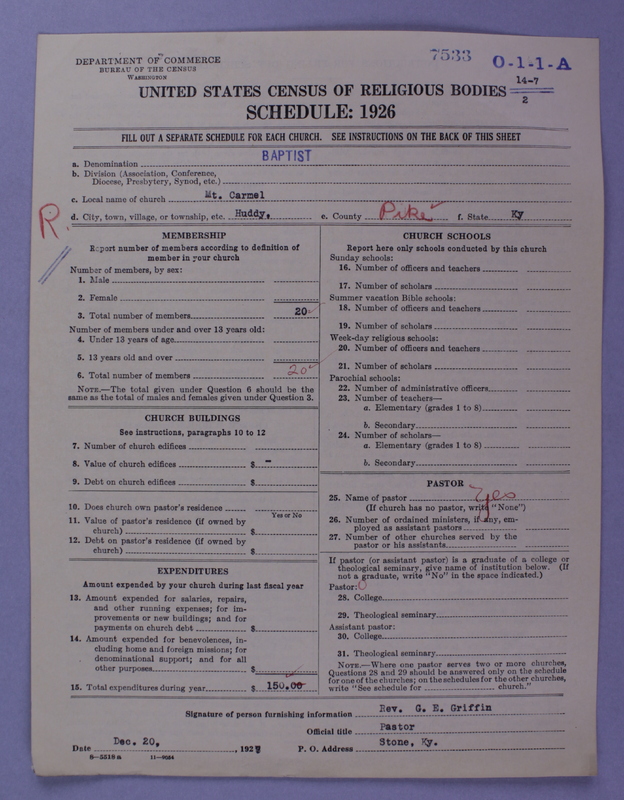 DEPARTMENT OF COMMERCE
BUREAU OF THE CENSUS
WASHINGTON
7533 O-1-1-A
14-7
2
UNITED STATES CENSUS OF RELIGIOUS BODIES
SCHEDULE: 1926
FILL OUT A SEPARATE SCHEDULE FOR EACH CHURCH. SEE INSTRUCTIONS ON THE BACK OF THIS SHEET
a. Denomination BAPTIST
b. Division (Association, Conference,
Diocese, Presbytery, Synod, etc.)
c. Local name of church Mt. Carmel
R. d. City, town, village, or township, etc. Huddy, e. County Pike f. State Ky
MEMBERSHIP
Report number of members according to definition of
member in your church
Number of members, by sex:
1. Male
2. Female
3. Total number of members 20
Number of members under and over 13 years old:
4. Under 13 years of age
5. 13 years old and over
6. Total number of members 20
NOTE.—The total given under Question 6 should be the
same as the total of males and females given under Question 3.
CHURCH BUILDINGS
See instructions, paragraphs 10 to 12
7. Number of church edifices
8. Value of church edifices $ -
9. Debt on church edifices $
10. Does church own pastor's residence
Yes or No
11. Value of pastor's residence (if owned by
church) $
12. Debt on pastor's residence (if owned by
church) $
EXPENDITURES
Amount expended by your church during last fiscal year
13. Amount expended for salaries, repairs,
and other running expenses; for im-
provements or new buildings; and for
payments on church debt $
14. Amount expended for benevolences, in-
cluding home and foreign missions; for
denominational support; and for all
other purposes $
15. Total expenditures during year $ 150.00
CHURCH SCHOOLS
Report here only schools conducted by this church
Sunday schools:
16. Number of officers and teachers
17. Number of scholars
Summer vacation Bible schools:
18. Number of officers and teachers
19. Number of scholars
Week-day religious schools:
20. Number of officers and teachers
21. Number of scholars
Parochial schools:
22. Number of administrative officers
23. Number of teachers—
a. Elementary (grades 1 to 8)
b. Secondary
24. Number of scholars—
a. Elementary (grades 1 to 8)
b. Secondary
PASTOR
25. Name of pastor Yes
(If church has no pastor, write "None")
26. Number of ordained ministers, if any, em-
ployed as assistant pastors
27. Number of other churches served by the
pastor or his assistants
If pastor (or assistant pastor) is a graduate of a college or
theological seminary, give name of institution below. (If
not a graduate, write "No" in the space indicated.)
Pastor: 0
28. College
29. Theological seminary
Assistant pastor:
30. College
31. Theological seminary
NOTE.—Where one pastor serves two or more churches,
Questions 28 and 29 should be answered only on the schedule
for one of the churches; on the schedules for the other churches,
write "See schedule for church."
Signature of person furnishing information Rev. G. E. Griffin
Official title Pastor
Date Dec. 20, , 192 P. O. Address Stone, Ky.
8—5518a 11—9034